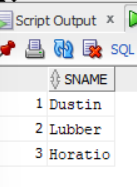 Script Output x
SQL
SNAME
1 Dustin
2 Lubber
3 Horatio